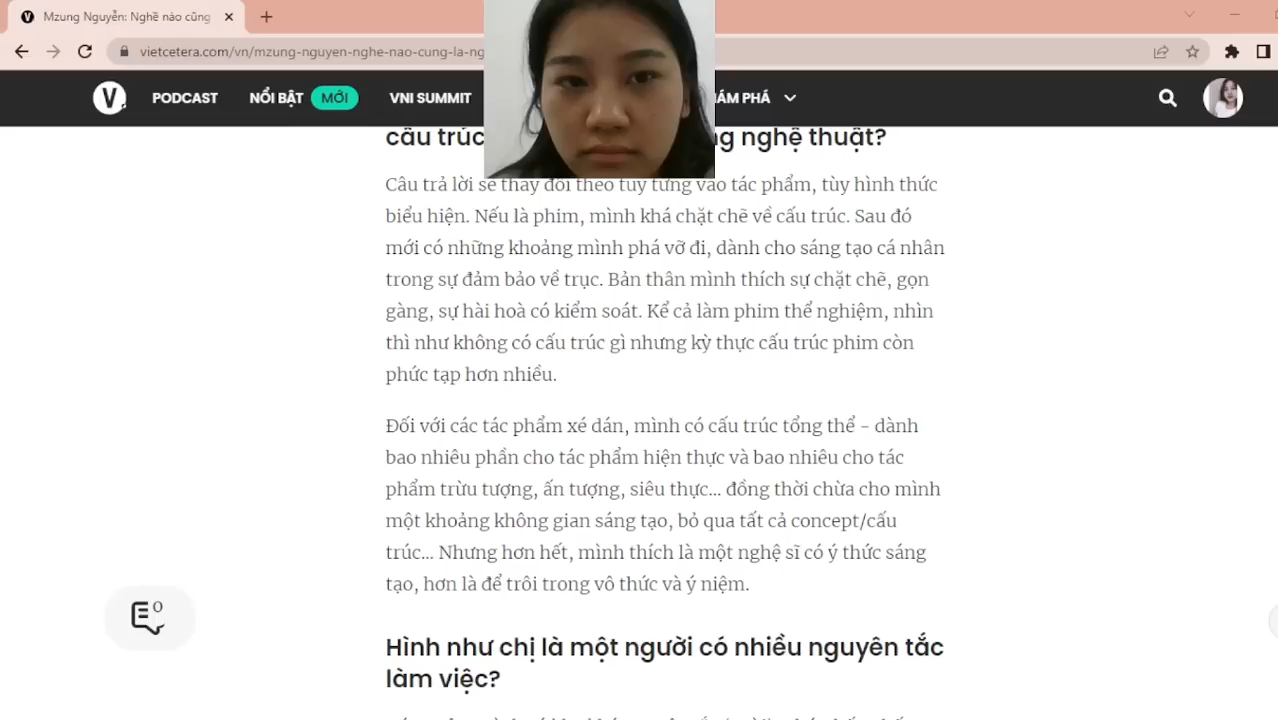 Mzung Nguyễn: Nghề nào cũng
vietcetera.com/vn/mzung-nguyen-nghe-nao-cung-la-ng
V. PODCAST NỔI BẬT MỚI VNI SUMMIT ÁM PHÁ
câu trúc ng nghệ thuật?
Câu trả lời sẽ thay đổi theo tùy từng vào tác phẩm, tùy hình thức
biểu hiện. Nếu là phim, mình khá chặt chẽ về cấu trúc. Sau đó
mới có những khoảng mình phá vỡ đi, dành cho sáng tạo cá nhân
trong sự đảm bảo về trục. Bản thân mình thích sự chặt chẽ, gọn
gàng, sự hài hoà có kiểm soát. Kể cả làm phim thể nghiệm, nhìn
thì như không có cấu trúc gì nhưng kỳ thực cấu trúc phim còn
phức tạp hơn nhiều.
Đối với các tác phẩm xé dán, mình có cấu trúc tổng thể - dành
bao nhiêu phần cho tác phẩm hiện thực và bao nhiêu cho tác
phẩm trừu tượng, ấn tượng, siêu thực... đồng thời chừa cho mình
một khoảng không gian sáng tạo, bỏ qua tất cả concept/cấu
trúc... Nhưng hơn hết, mình thích là một nghệ sĩ có ý thức sáng
tạo, hơn là để trôi trong vô thức và ý niệm.
0
Hình như chị là một người có nhiều nguyên tắc
làm việc?